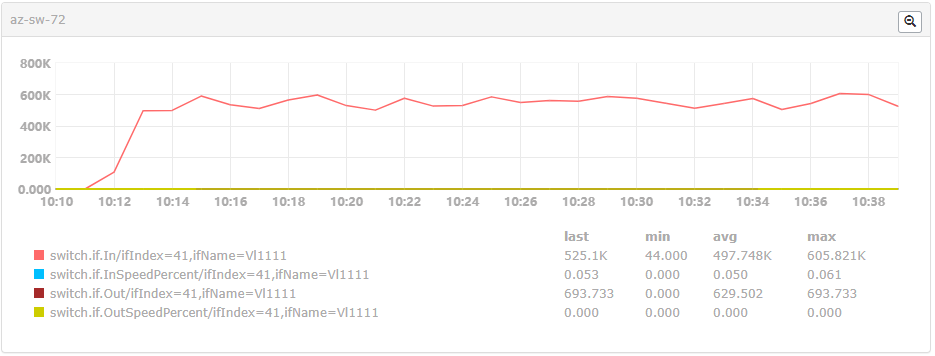 az-sw-72
800K
600K
400K
200K
0.000
10:10 10:12 10:14 10:16 10:18 10:20 10:22 10:24 10:26 10:28 10:30 10:32 10:34 10:36 10:38
last min avg max
switch.if.In/ifIndex=41,ifName=Vl1111 525.1K 44.000 497.748K 605.821K
switch.if.InSpeedPercent/ifIndex=41,ifName=Vl1111 0.053 0.000 0.050 0.061
switch.if.Out/ifIndex=41,ifName=Vl1111 693.733 0.000 629.502 693.733
switch.if.OutSpeedPercent/ifIndex=41,ifName=Vl1111 0.000 0.000 0.000 0.000